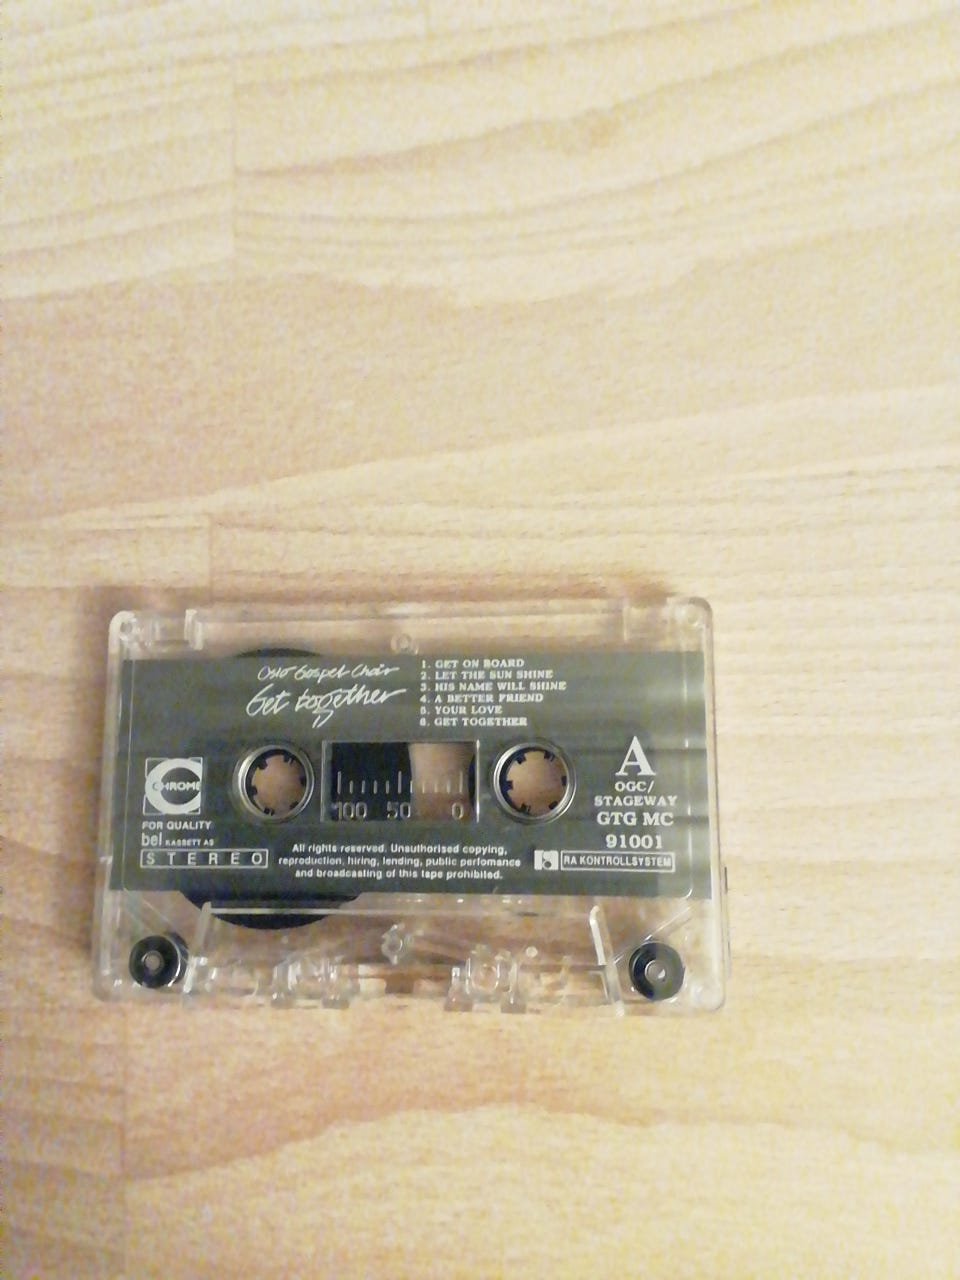 Oslo Gospel Choir
Get together
1. GET ON BOARD
2. LET THE SUN SHINE
3. HIS NAME WILL SHINE
4. A BETTER FRIEND
5. YOUR LOVE
6. GET TOGETHER
CHROME
FOR QUALITY
bel KASSETT AS
STEREO
100 50 0
All rights reserved. Unauthorised copying,
reproduction, hiring, lending, public perfomance
and broadcasting of this tape prohibited.
A
OGC/
STAGEWAY
GTG MC
91001
RA KONTROLLSYSTEM